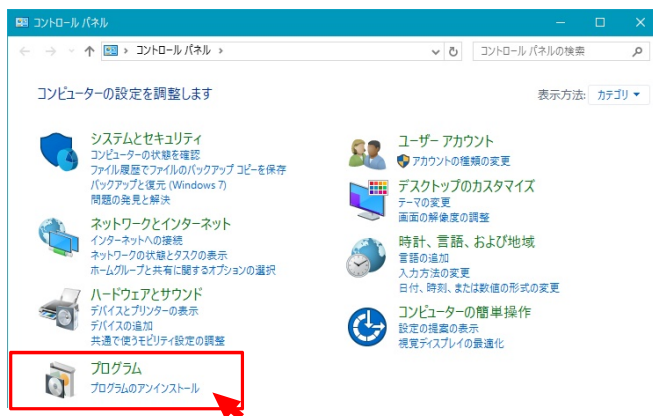 コントロール パネル
コントロール パネル
コントロール パネルの検索
コンピューターの設定を調整します
表示方法: カテゴリ
システムとセキュリティ
コンピューターの状態を確認
ファイル履歴でファイルのバックアップ コピーを保存
バックアップと復元 (Windows 7)
問題の発見と解決
ネットワークとインターネット
インターネットへの接続
ネットワークの状態とタスクの表示
ホームグループと共有に関するオプションの選択
ハードウェアとサウンド
デバイスとプリンターの表示
デバイスの追加
共通で使うモビリティ設定の調整
プログラム
プログラムのアンインストール
ユーザー アカウント
アカウントの種類の変更
デスクトップのカスタマイズ
テーマの変更
画面の解像度の調整
時計、言語、および地域
言語の追加
入力方法の変更
日付、時刻、または数値の形式の変更
コンピューターの簡単操作
設定の提案の表示
視覚ディスプレイの最適化